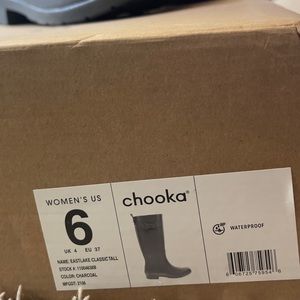 WOMEN'S US
6
UK 4 EU 37
NAME: EASTLAKE CLASSIC TALL
COLOR: CHARCOAL
chooka®
WATERPROOF